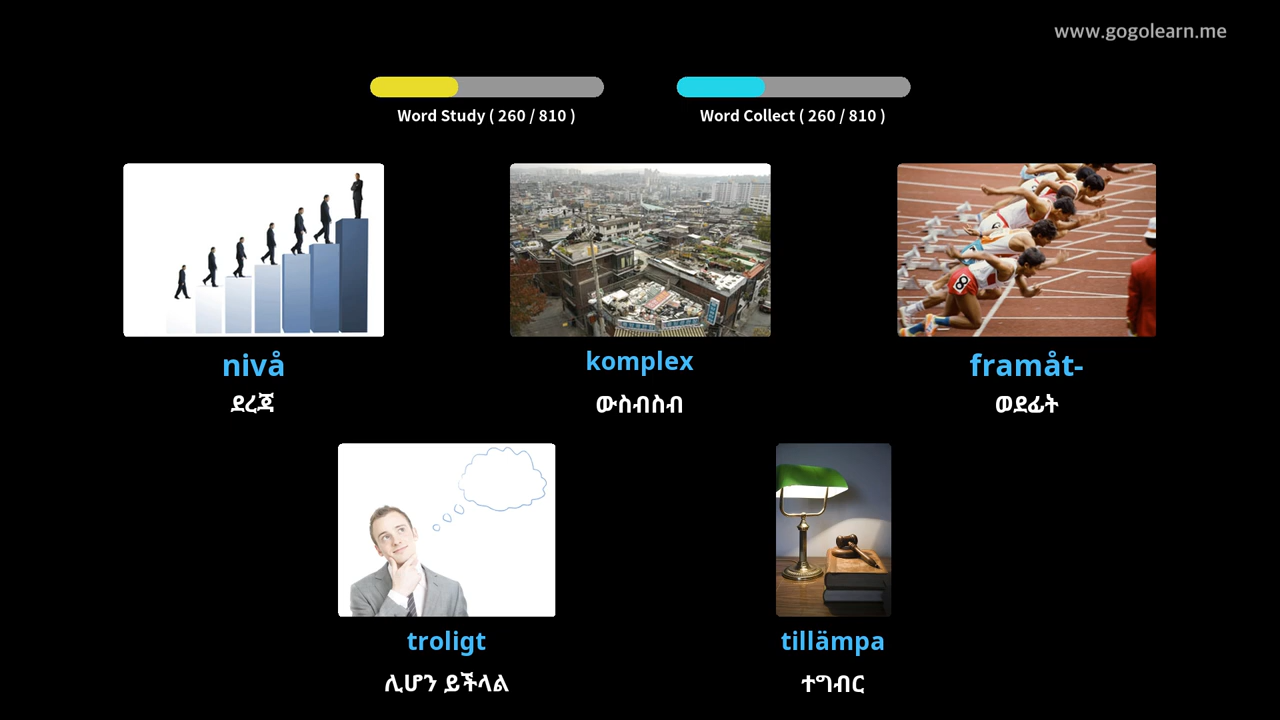 www.gogolearn.me
Word Study ( 260 / 810 )
Word Collect ( 260 / 810 )
nivå
komplex
framåt-
ደረጃ
ውስብስብ
ወደፊት
troligt
tillämpa
ሊሆን ይችላል
ተግብር